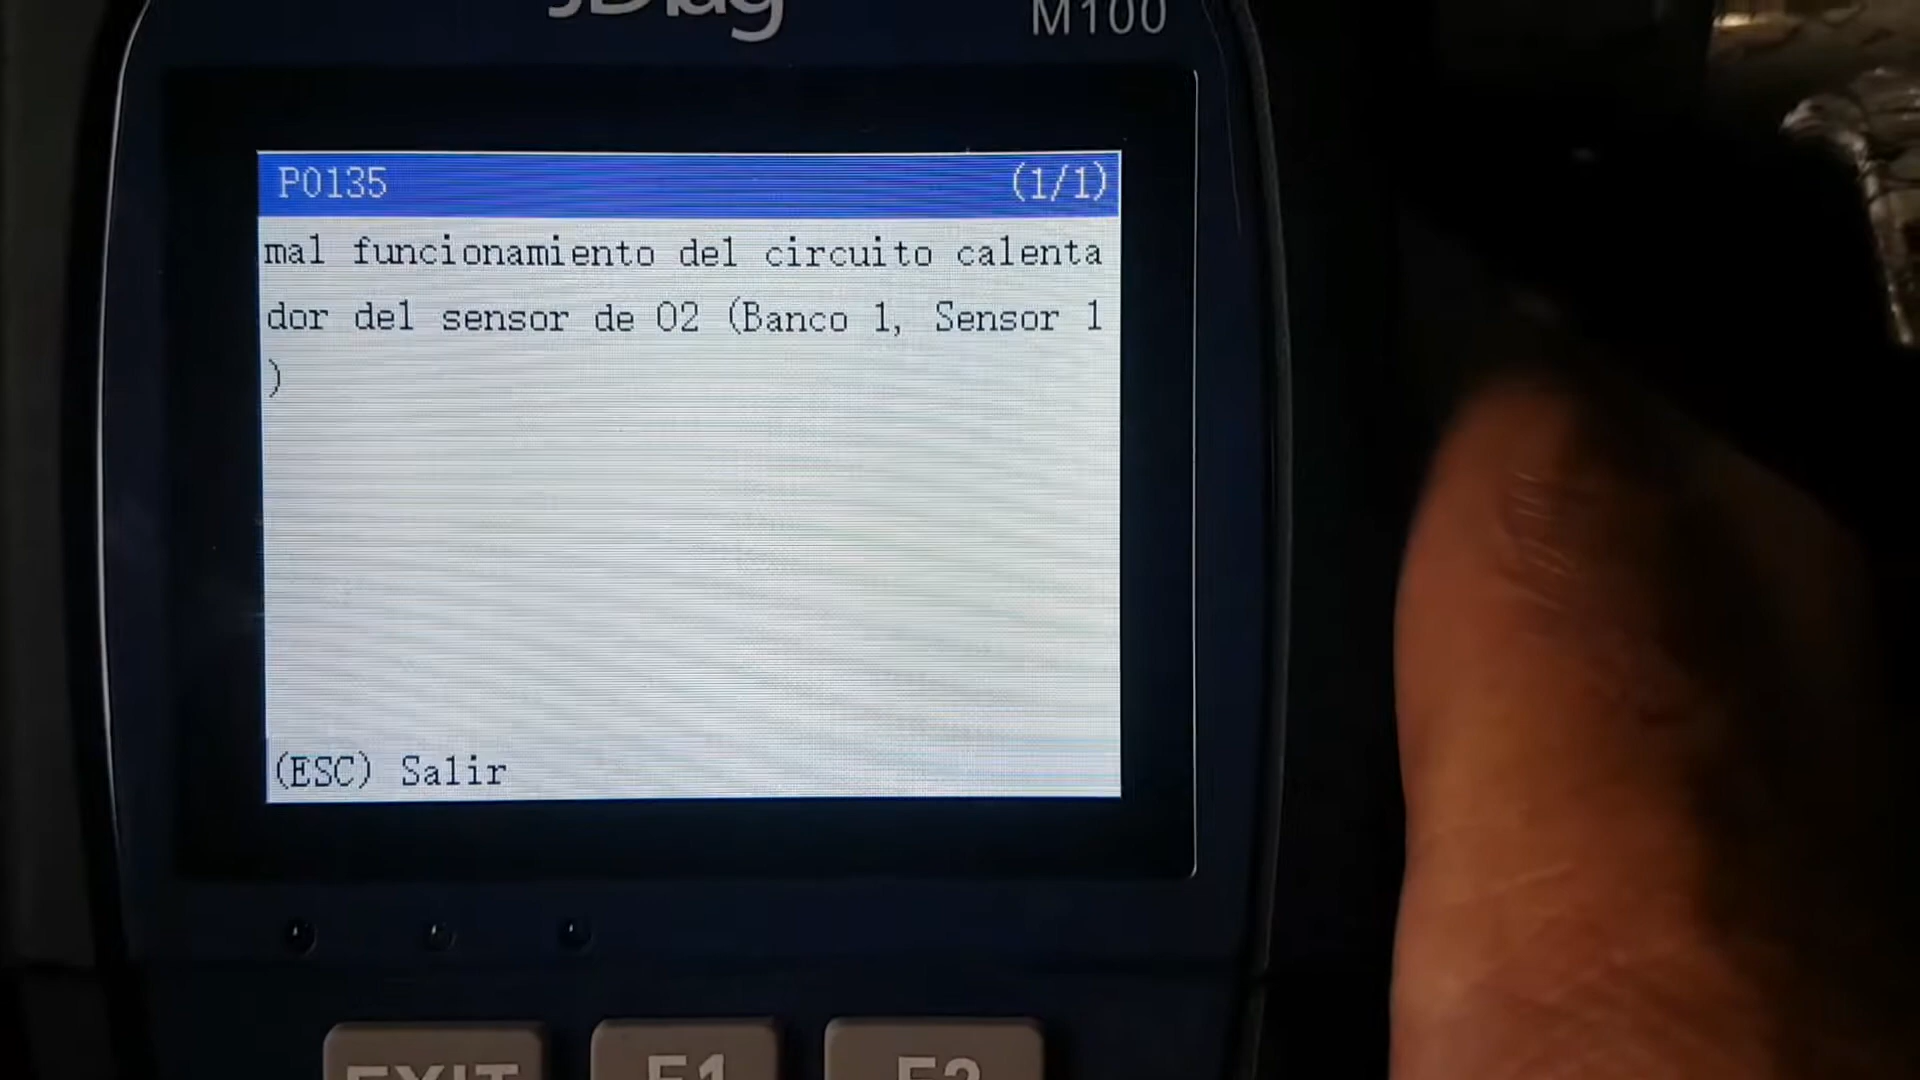 JDiag
M100
P0135 (1/1)
mal funcionamiento del circuito calenta
dor del sensor de O2 (Banco 1, Sensor 1
)
(ESC) Salir
EXIT F1 F2